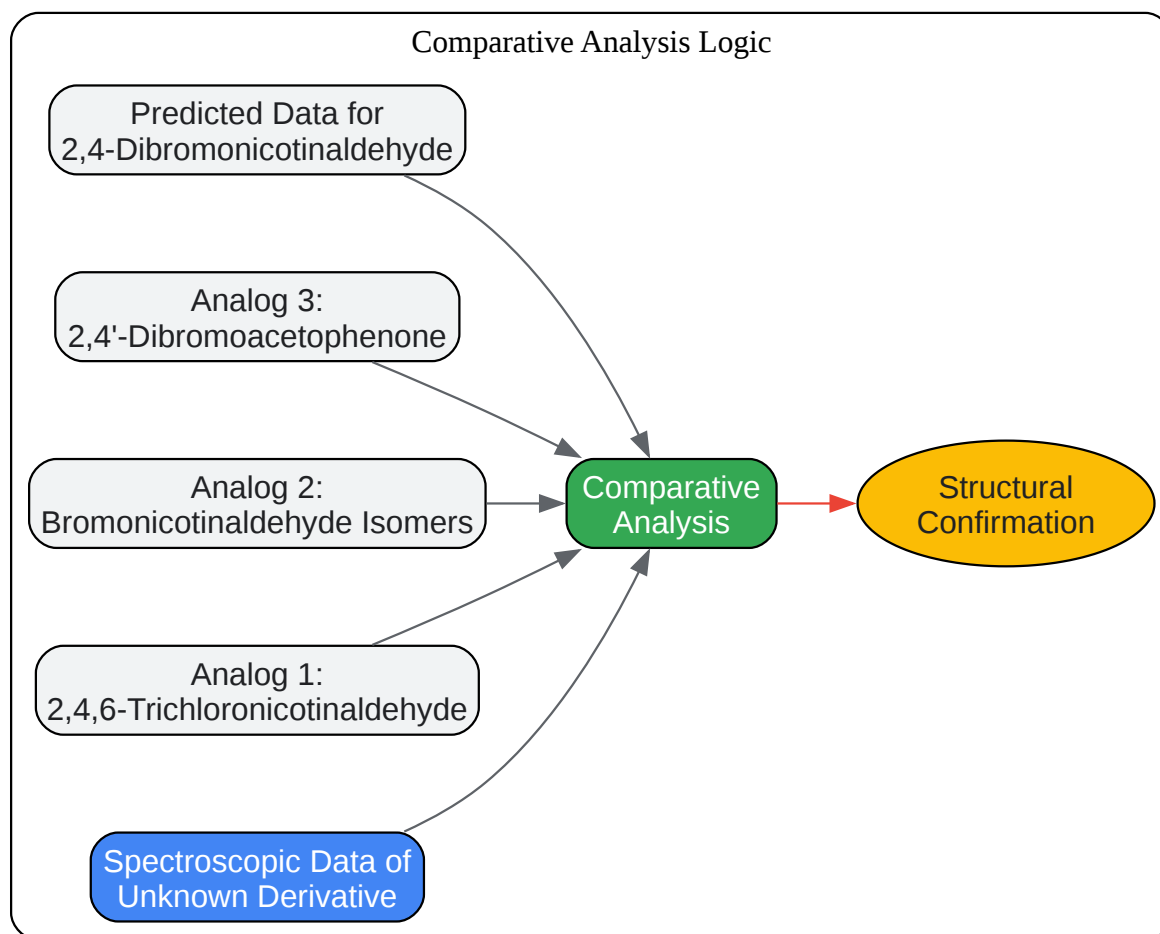 Comparative Analysis Logic
Predicted Data for
2,4-Dibromonicotinaldehyde
Analog 3:
2,4'-Dibromoacetophenone
Analog 2:
Bromonicotinaldehyde Isomers
Comparative
Analysis
Structural
Confirmation
Analog 1:
2,4,6-Trichloronicotinaldehyde
Spectroscopic Data of
Unknown Derivative